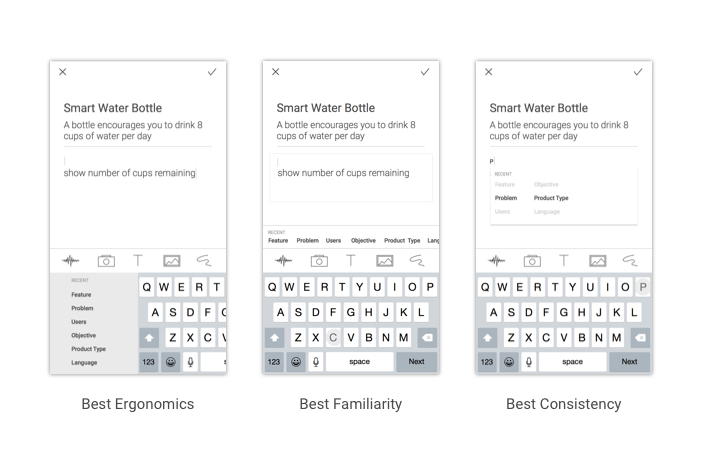 Smart Water Bottle
A bottle encourages you to drink 8
cups of water per day
show number of cups remaining
T
RECENT
Feature
Problem
Users
Objective
Product Type
Language
Q W E R T
A S D F C
Z X C V
123
Best Ergonomics
Smart Water Bottle
A bottle encourages you to drink 8
cups of water per day
show number of cups remaining
RECENT
Feature Problem Users Objective Product Type Lang
T
Q W E R T Y U I O P
A S D F G H J K L
Z X C V B N M
123 space Next
Best Familiarity
Smart Water Bottle
A bottle encourages you to drink 8
cups of water per day
P
RECENT
Feature Objective
Problem Product Type
Users Language
T
Q W E R T Y U I O P
A S D F G H J K L
Z X C V B N M
123 space Next
Best Consistency